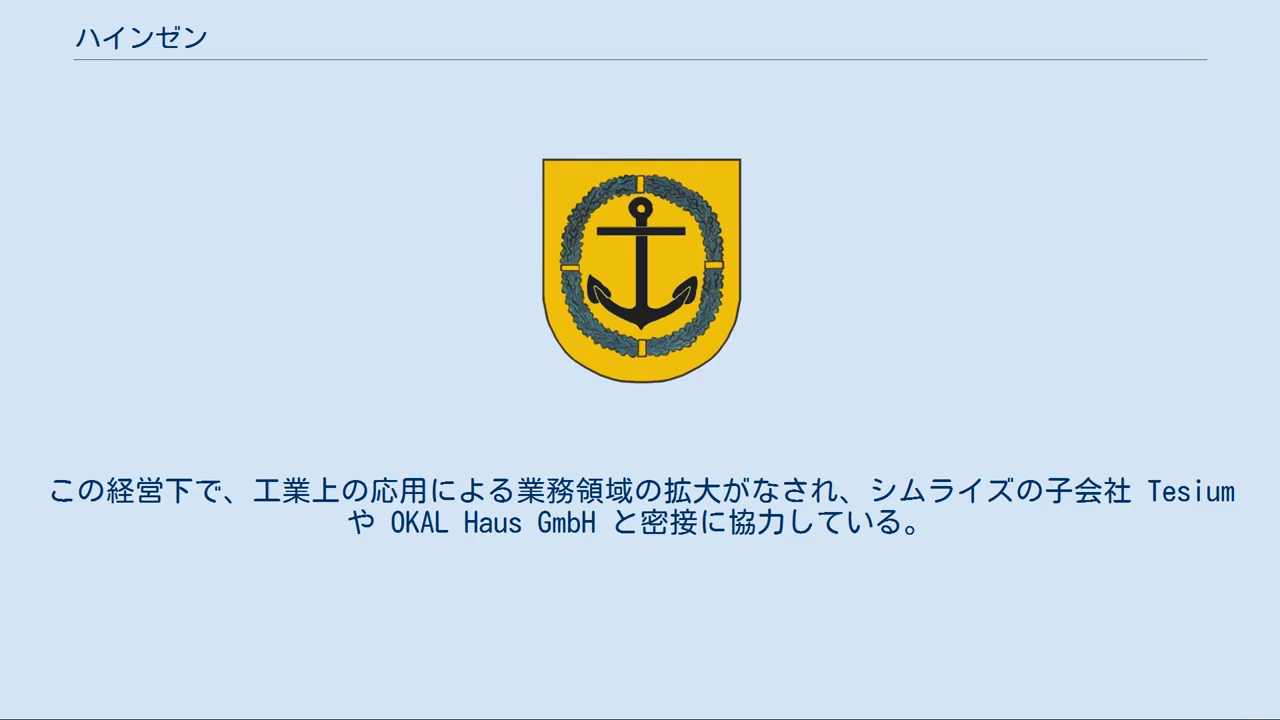 ハインゼン
この経営下で、工業上の応用による業務領域の拡大がなされ、シムライズの子会社 Tesium
や OKAL Haus GmbH と密接に協力している。